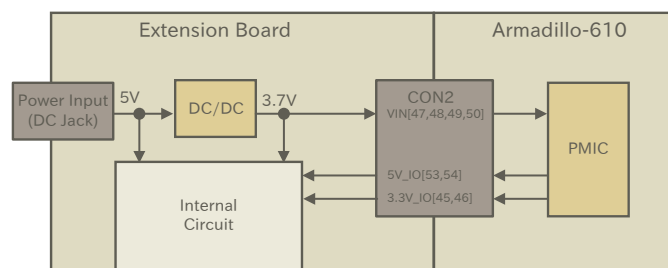 Extension Board
Armadillo-610
Power Input
(DC Jack)
5V
DC/DC
3.7V
CON2
VIN[47,48,49,50]
PMIC
5V_IO[53,54]
3.3V_IO[45,46]
Internal
Circuit